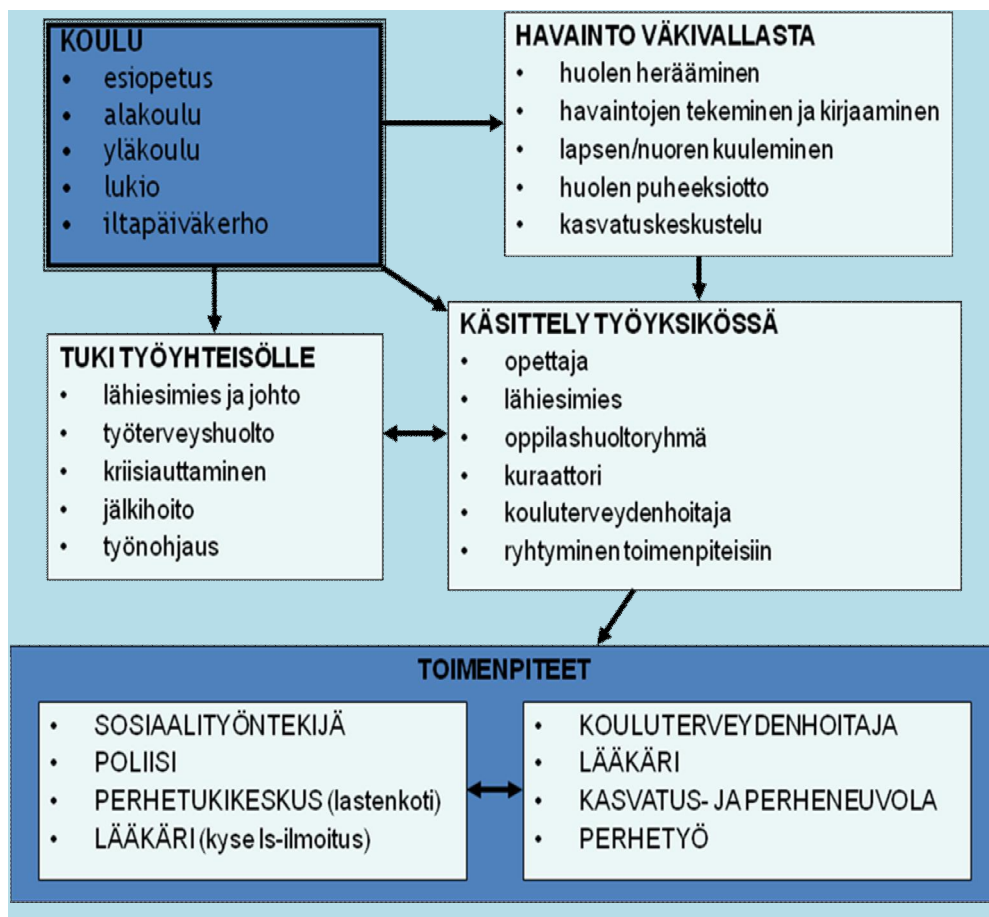 KOULU
• esiopetus
• alakoulu
• yläkoulu
• lukio
• iltapäiväkerho
HAVAINTO VÄKIVALLASTA
• huolen herääminen
• havaintojen tekeminen ja kirjaaminen
• lapsen/nuoren kuuleminen
• huolen puheeksiotto
• kasvatuskeskustelu
TUKI TYÖYHTEISÖLLE
• lähiesimies ja johto
• työterveyshuolto
• kriisiauttaminen
• jälkihoito
• työnohjaus
KÄSITTELY TYÖYKSIKÖSSÄ
• opettaja
• lähiesimies
• oppilashuoltoryhmä
• kuraattori
• kouluterveydenhoitaja
• ryhtyminen toimenpiteisiin
TOIMENPITEET
• SOSIAALITYÖNTEKIJÄ
• POLIISI
• PERHETUKIKESKUS (lastenkoti)
• LÄÄKÄRI (kyse ls-ilmoitus)
• KOULUTERVEYDENHOITAJA
• LÄÄKÄRI
• KASVATUS- JA PERHENEUVOLA
• PERHETYÖ